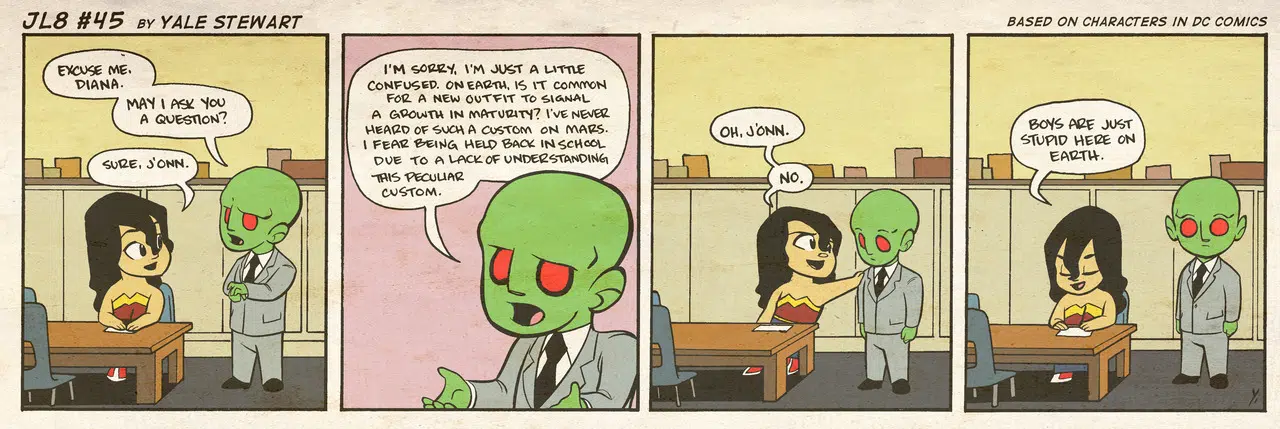 JL8 #45 BY YALE STEWART
BASED ON CHARACTERS IN DC COMICS
EXCUSE ME,
DIANA.
MAY I ASK YOU
A QUESTION?
SURE, J'ONN.
I'M SORRY, I'M JUST A LITTLE
CONFUSED. ON EARTH, IS IT COMMON
FOR A NEW OUTFIT TO SIGNAL
A GROWTH IN MATURITY? I'VE NEVER
HEARD OF SUCH A CUSTOM ON MARS.
I FEAR BEING HELD BACK IN SCHOOL
DUE TO A LACK OF UNDERSTANDING
THIS PECULIAR
CUSTOM.
OH, J'ONN.
NO.
BOYS ARE JUST
STUPID HERE ON
EARTH.
Y.